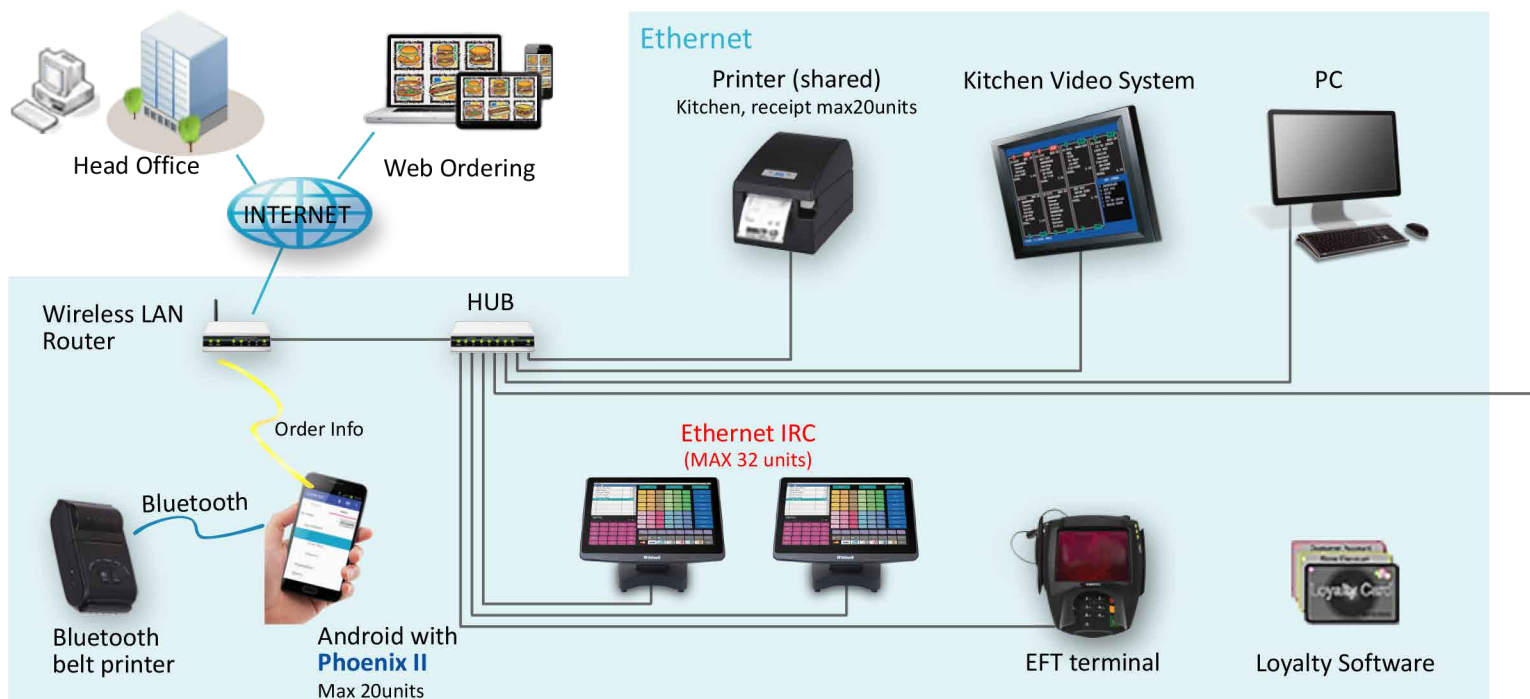 Ethernet
Printer (shared)
Kitchen, receipt max20units
Kitchen Video System
PC
Head Office
Web Ordering
INTERNET
Wireless LAN
Router
HUB
Order Info
Ethernet IRC
(MAX 32 units)
Bluetooth
Bluetooth
belt printer
Android with
Phoenix II
Max 20units
EFT terminal
Loyalty Card
Loyalty Software